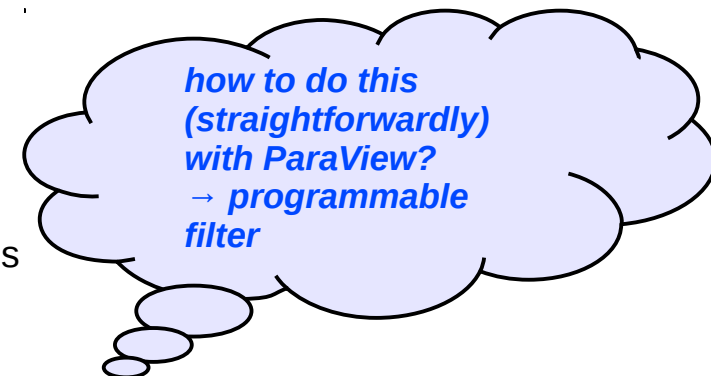 how to do this
(straightforwardly)
with ParaView?
→ programmable
filter
s